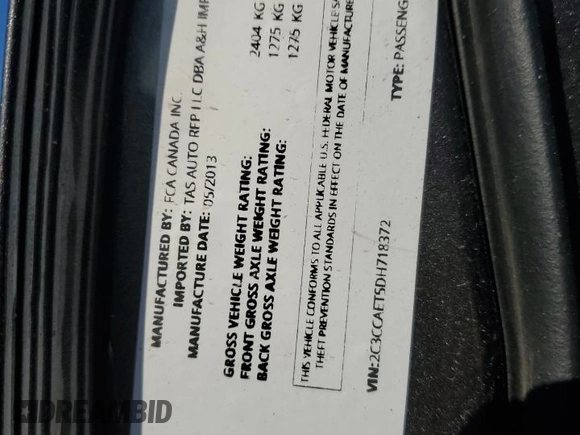 MANUFACTURED BY: FCA CANADA INC.
IMPORTED BY: TAS AUTO RFP LLC DBA A&H IMP
MANUFACTURE DATE: 05/2013
GROSS VEHICLE WEIGHT RATING: 2404 KG
FRONT GROSS AXLE WEIGHT RATING: 1275 KG
BACK GROSS AXLE WEIGHT RATING: 1275 KG
THIS VEHICLE CONFORMS TO ALL APPLICABLE U.S. FEDERAL MOTOR VEHICLE SA
THEFT PREVENTION STANDARDS IN EFFECT ON THE DATE OF MANUFACTURE
VIN:2C3CCAET5DH718372 TYPE: PASSENG
DREAMBID